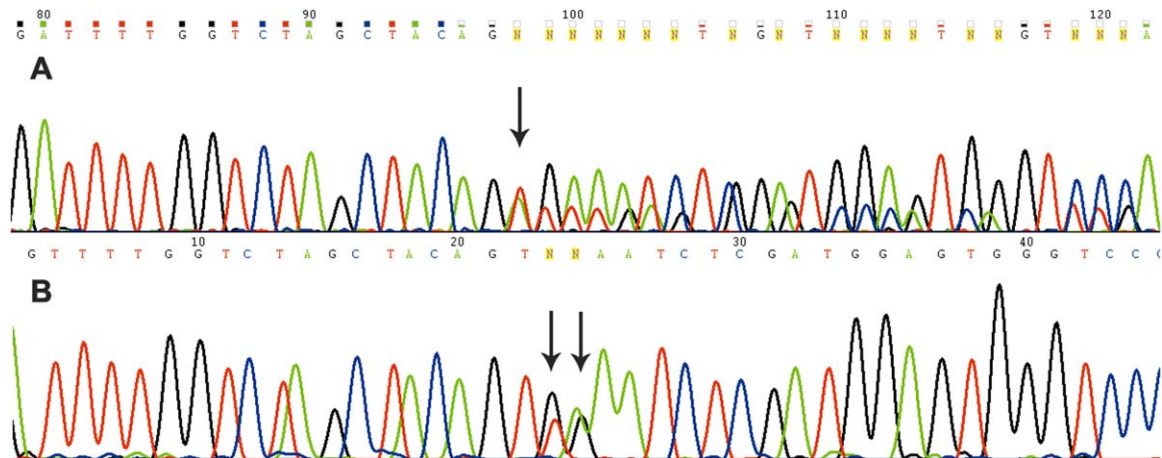 80 90 100 110 120
G A T T T T G G T C T A G C T A C A G N N N N N N N T N G N T N N N N T N N G T N N N A
A
10 20 30 40
G T T T T G G T C T A G C T A C A G T N N A A T C T C G A T G G A G T G G G T C C C
B